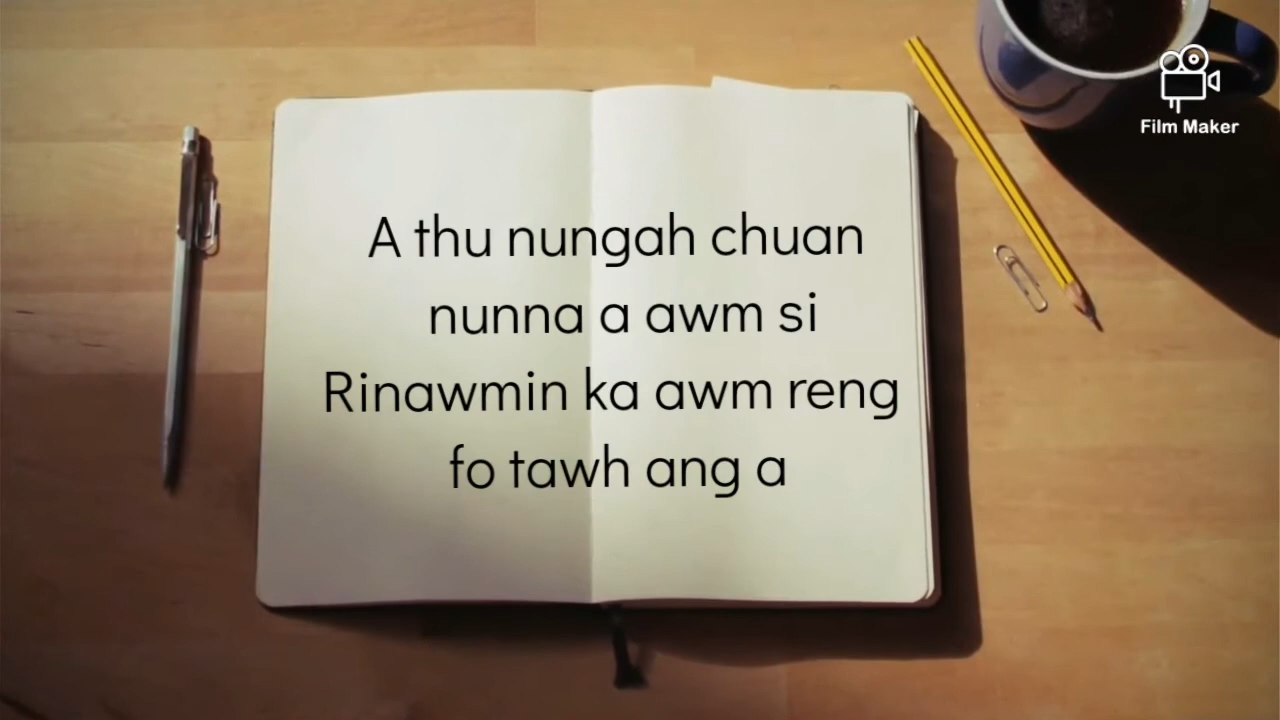 Film Maker
A thu nungah chuan
nunna a awm si
Rinawmin ka awm reng
fo tawh ang a